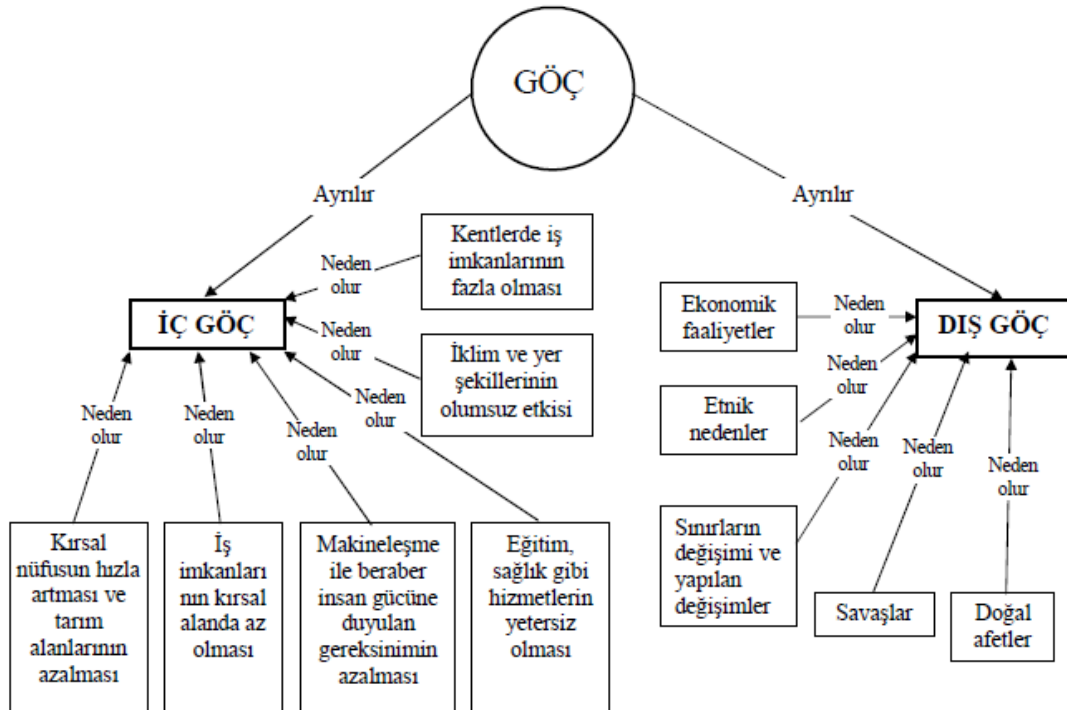 GÖÇ
Ayrılır
Ayrılır
Kentlerde iş
imkanlarının
fazla olması
Neden
olur
İÇ GÖÇ
Neden
olur
İklim ve yer
şekillerinin
olumsuz etkisi
Neden
olur
Neden
olur
Neden
olur
Neden
olur
Kırsal
nüfusun hızla
artması ve
tarım
alanlarının
azalması
İş
imkanları
nın kırsal
alanda az
olması
Makineleşme
ile beraber
insan gücüne
duyulan
gereksinimin
azalması
Eğitim,
sağlık gibi
hizmetlerin
yetersiz
olması
Ekonomik
faaliyetler
Neden
olur
DIŞ GÖÇ
Etnik
nedenler
Neden
olur
Neden
olur
Neden
olur
Neden
olur
Sınırların
değişimi ve
yapılan
değişimler
Savaşlar
Doğal
afetler